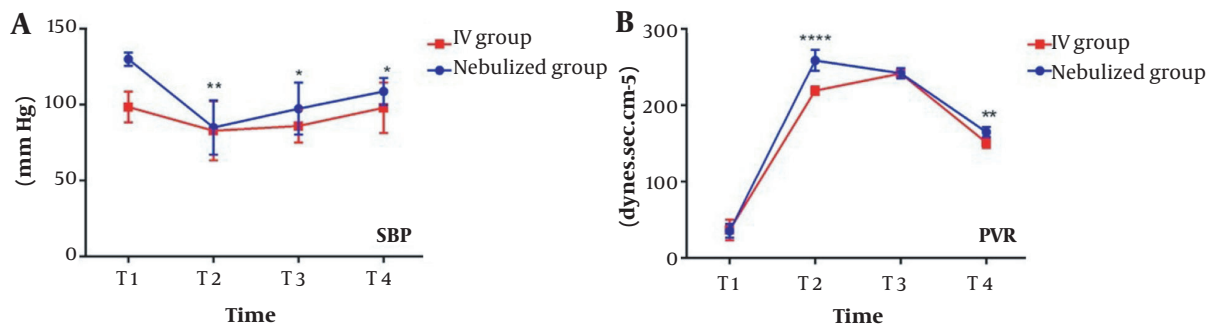 A
(mm Hg)
150
100
50
0
**
*
*
IV group
Nebulized group
SBP
T1
T2
T3
T4
Time
B
(dynes.sec.cm-5)
300
200
100
0
****
**
IV group
Nebulized group
PVR
T1
T2
T3
T4
Time